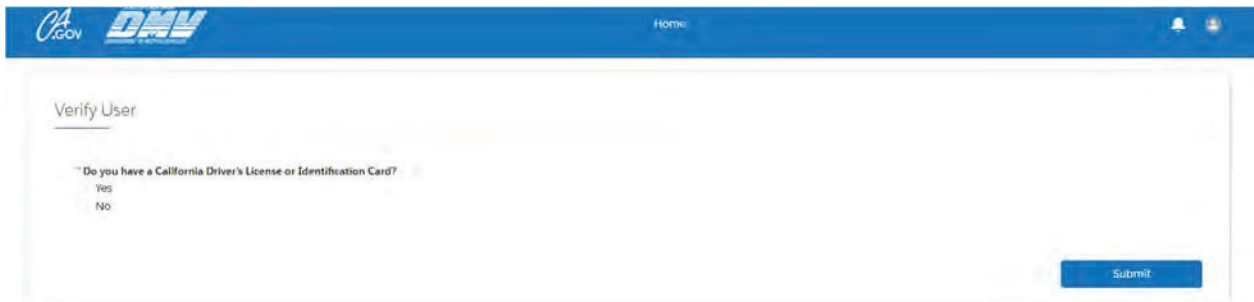 CA.GOV DMV Home
Verify User
* Do you have a California Driver's License or Identification Card?
Yes
No
Submit